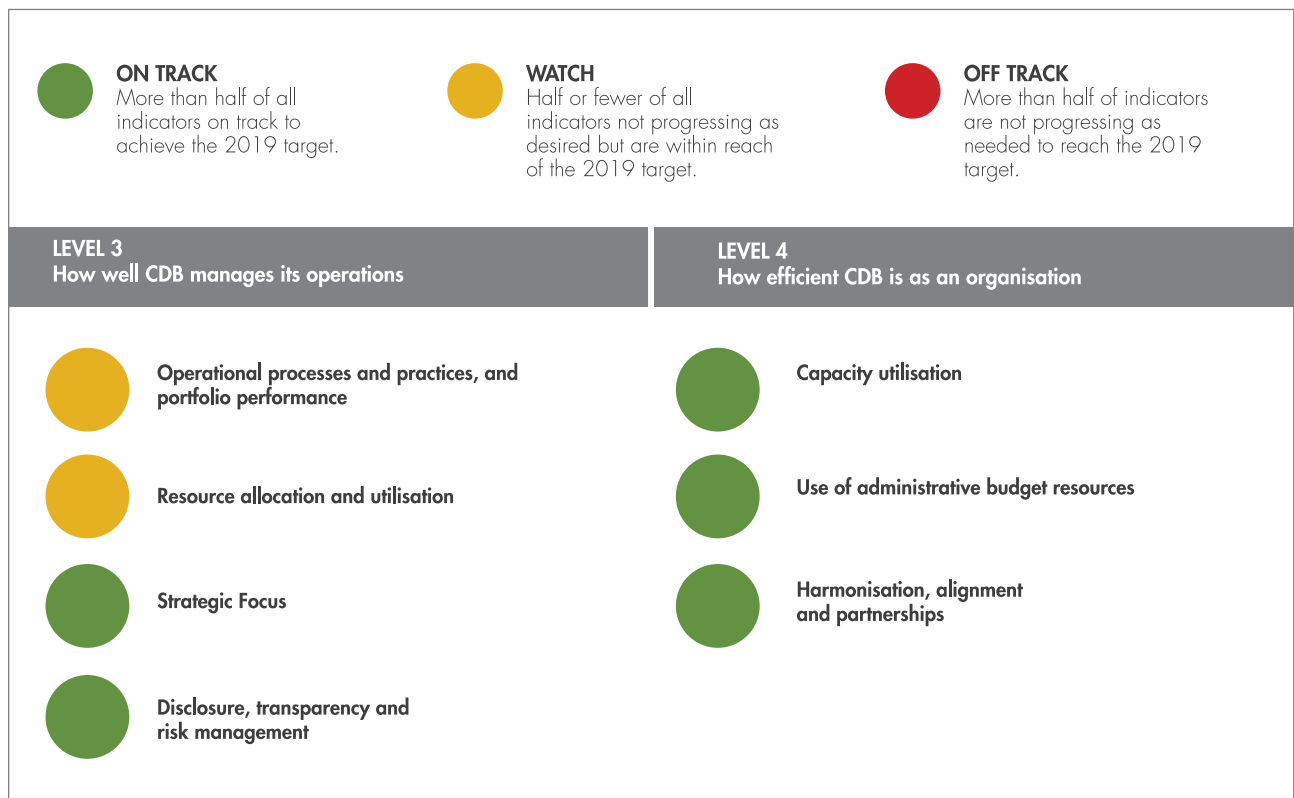 ON TRACK
More than half of all
indicators on track to
achieve the 2019 target.
WATCH
Half or fewer of all
indicators not progressing as
desired but are within reach
of the 2019 target.
OFF TRACK
More than half of indicators
are not progressing as
needed to reach the 2019
target.
LEVEL 3
How well CDB manages its operations
LEVEL 4
How efficient CDB is as an organisation
Operational processes and practices, and
portfolio performance
Resource allocation and utilisation
Strategic Focus
Disclosure, transparency and
risk management
Capacity utilisation
Use of administrative budget resources
Harmonisation, alignment
and partnerships